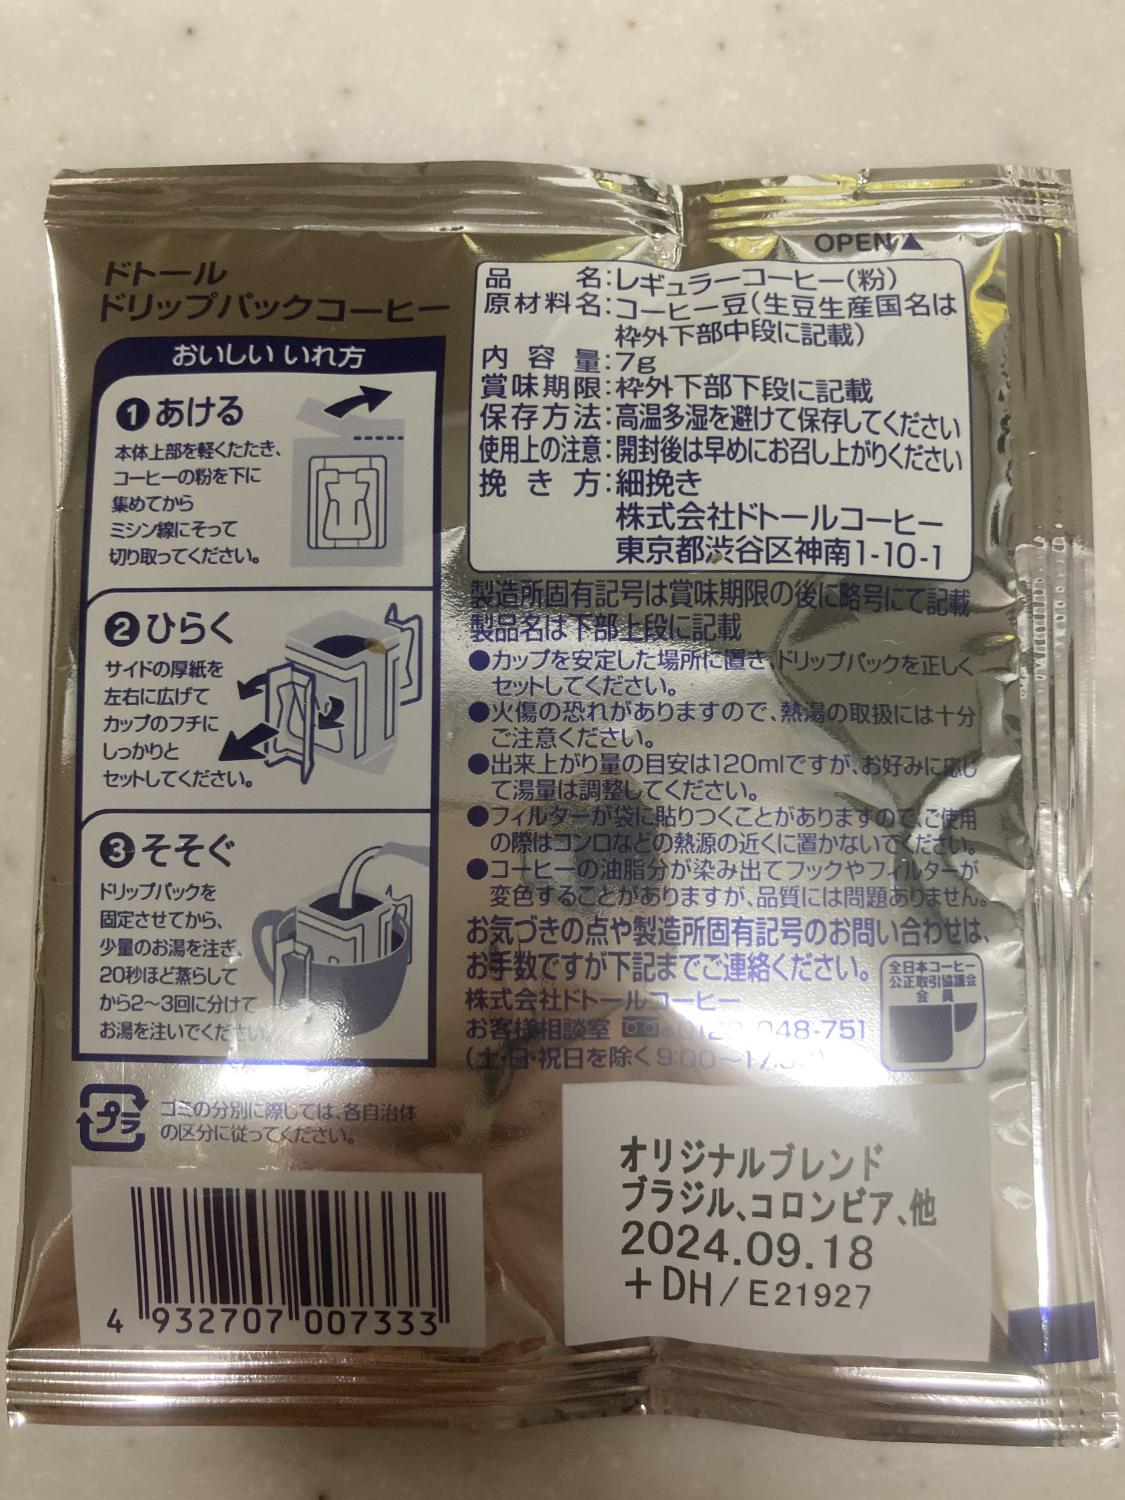 OPEN▲
ドトール
ドリップパックコーヒー
おいしい いれ方
❶あける
本体上部を軽くたたき、
コーヒーの粉を下に
集めてから
ミシン線にそって
切り取ってください。
❷ひらく
サイドの厚紙を
左右に広げて
カップのフチに
しっかりと
セットしてください。
❸そそぐ
ドリップパックを
固定させてから、
少量のお湯を注ぎ、
20秒ほど蒸らして
から2~3回に分けて
お湯を注いでください。
プラ
ゴミの分別に際しては、各自治体
の区分に従ってください。
4 932707 007333
品名:レギュラーコーヒー(粉)
原材料名:コーヒー豆(生豆生産国名は
枠外下部中段に記載)
内容量:7g
賞味期限:枠外下部下段に記載
保存方法:高温多湿を避けて保存してください
使用上の注意:開封後は早めにお召し上がりください
挽き方:細挽き
株式会社ドトールコーヒー
東京都渋谷区神南1-10-1
製造所固有記号は賞味期限の後に略号にて記載
製品名は下部上段に記載
●カップを安定した場所に置き、ドリップパックを正しく
セットしてください。
●火傷の恐れがありますので、熱湯の取扱には十分
ご注意ください。
●出来上がり量の目安は120mlですが、お好みに応じ
て湯量は調整してください。
●フィルターが袋に貼りつくことがありますので、ご使用
の際はコンロなどの熱源の近くに置かないでください。
●コーヒーの油脂分が染み出てフックやフィルターが
変色することがありますが、品質には問題ありません。
お気づきの点や製造所固有記号のお問い合わせは、
お手数ですが下記までご連絡ください。
株式会社ドトールコーヒー
お客様相談室 0120-048-751
(土・日・祝日を除く9:00~17:30)
全日本コーヒー
公正取引協議会
会員
オリジナルブレンド
ブラジル、コロンビア、他
2024.09.18
+DH/E21927